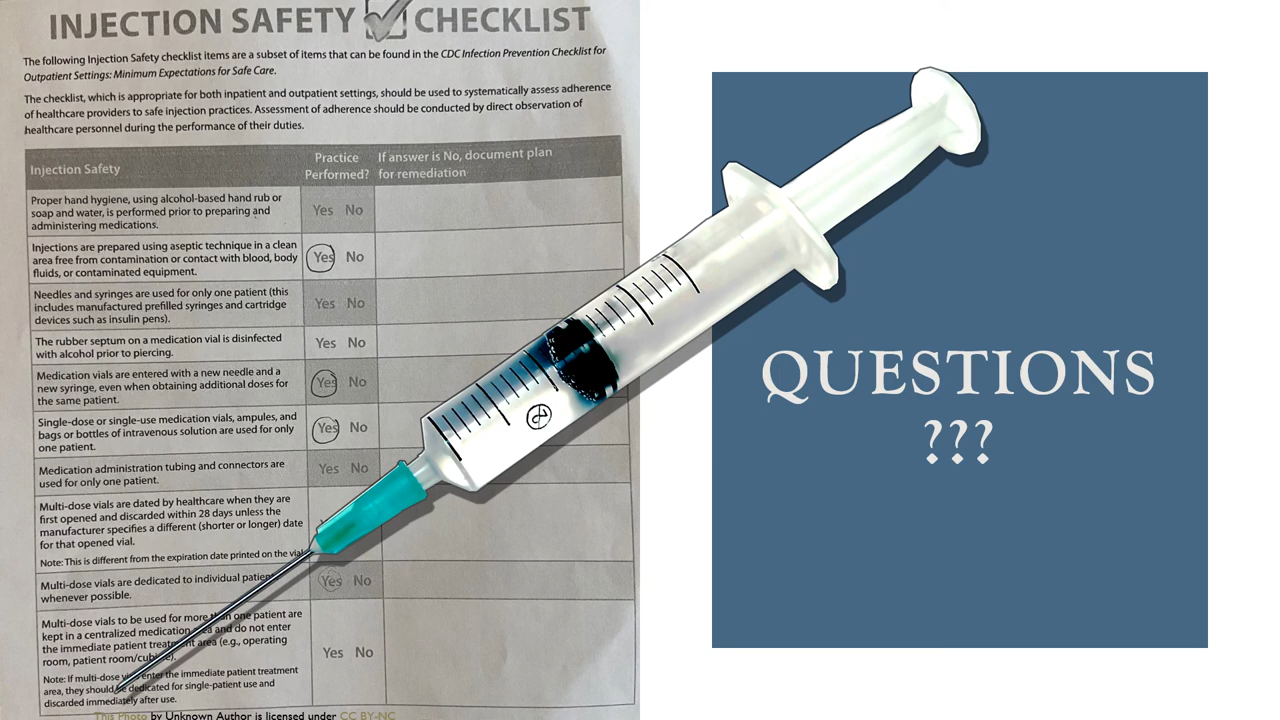 INJECTION SAFETY CHECKLIST
The following Injection Safety checklist items are a subset of items that can be found in the CDC Infection Prevention Checklist for
Outpatient Settings: Minimum Expectations for Safe Care.
The checklist, which is appropriate for both inpatient and outpatient settings, should be used to systematically assess adherence
of healthcare providers to safe injection practices. Assessment of adherence should be conducted by direct observation of
healthcare personnel during the performance of their duties.
Injection Safety
Practice
Performed?
If answer is No, document plan
for remediation
Proper hand hygiene, using alcohol-based hand rub or
soap and water, is performed prior to preparing and
administering medications.
Yes No
Injections are prepared using aseptic technique in a clean
area free from contamination or contact with blood, body
fluids, or contaminated equipment.
Yes No
Needles and syringes are used for only one patient (this
includes manufactured prefilled syringes and cartridge
devices such as insulin pens).
Yes No
The rubber septum on a medication vial is disinfected
with alcohol prior to piercing.
Yes No
Medication vials are entered with a new needle and a
new syringe, even when obtaining additional doses for
the same patient.
Yes No
Single-dose or single-use medication vials, ampules, and
bags or bottles of intravenous solution are used for only
one patient.
Yes No
Medication administration tubing and connectors are
used for only one patient.
Yes No
Multi-dose vials are dated by healthcare when they are
first opened and discarded within 28 days unless the
manufacturer specifies a different (shorter or longer) date
for that opened vial.
Note: This is different from the expiration date printed on the vial
Multi-dose vials are dedicated to individual
whenever possible.
Yes No
Multi-dose vials to be used for more than one patient are
kept in a centralized medication and do not enter
the immediate patient treatment area (e.g., operating
room, patient room/cubicle).
Yes No
Note: If multi-dose enter the immediate patient treatment
area, they should be dedicated for single-patient use and
discarded immediately after use.
This Photo by Unknown Author is licensed under CC BY-NC
2
QUESTIONS
???